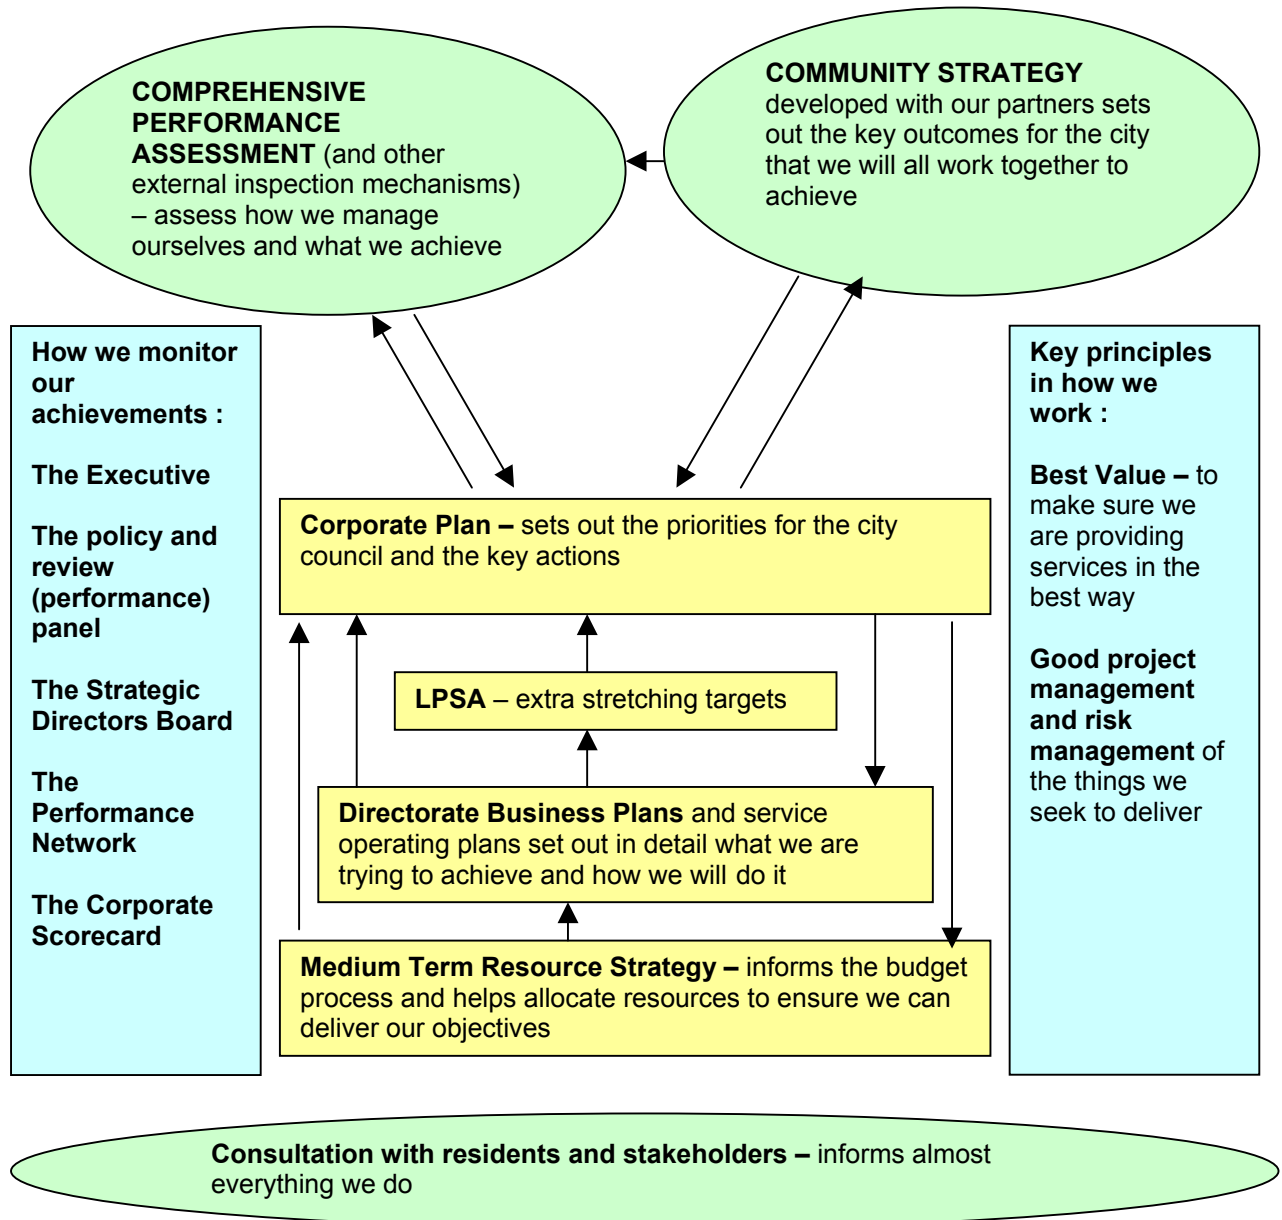 COMPREHENSIVE
PERFORMANCE
ASSESSMENT (and other
external inspection mechanisms)
– assess how we manage
ourselves and what we achieve
COMMUNITY STRATEGY
developed with our partners sets
out the key outcomes for the city
that we will all work together to
achieve
How we monitor
our
achievements :
The Executive
The policy and
review
(performance)
panel
The Strategic
Directors Board
The
Performance
Network
The Corporate
Scorecard
Corporate Plan – sets out the priorities for the city
council and the key actions
LPSA – extra stretching targets
Directorate Business Plans and service
operating plans set out in detail what we are
trying to achieve and how we will do it
Medium Term Resource Strategy – informs the budget
process and helps allocate resources to ensure we can
deliver our objectives
Key principles
in how we
work :
Best Value – to
make sure we
are providing
services in the
best way
Good project
management
and risk
management of
the things we
seek to deliver
Consultation with residents and stakeholders – informs almost
everything we do